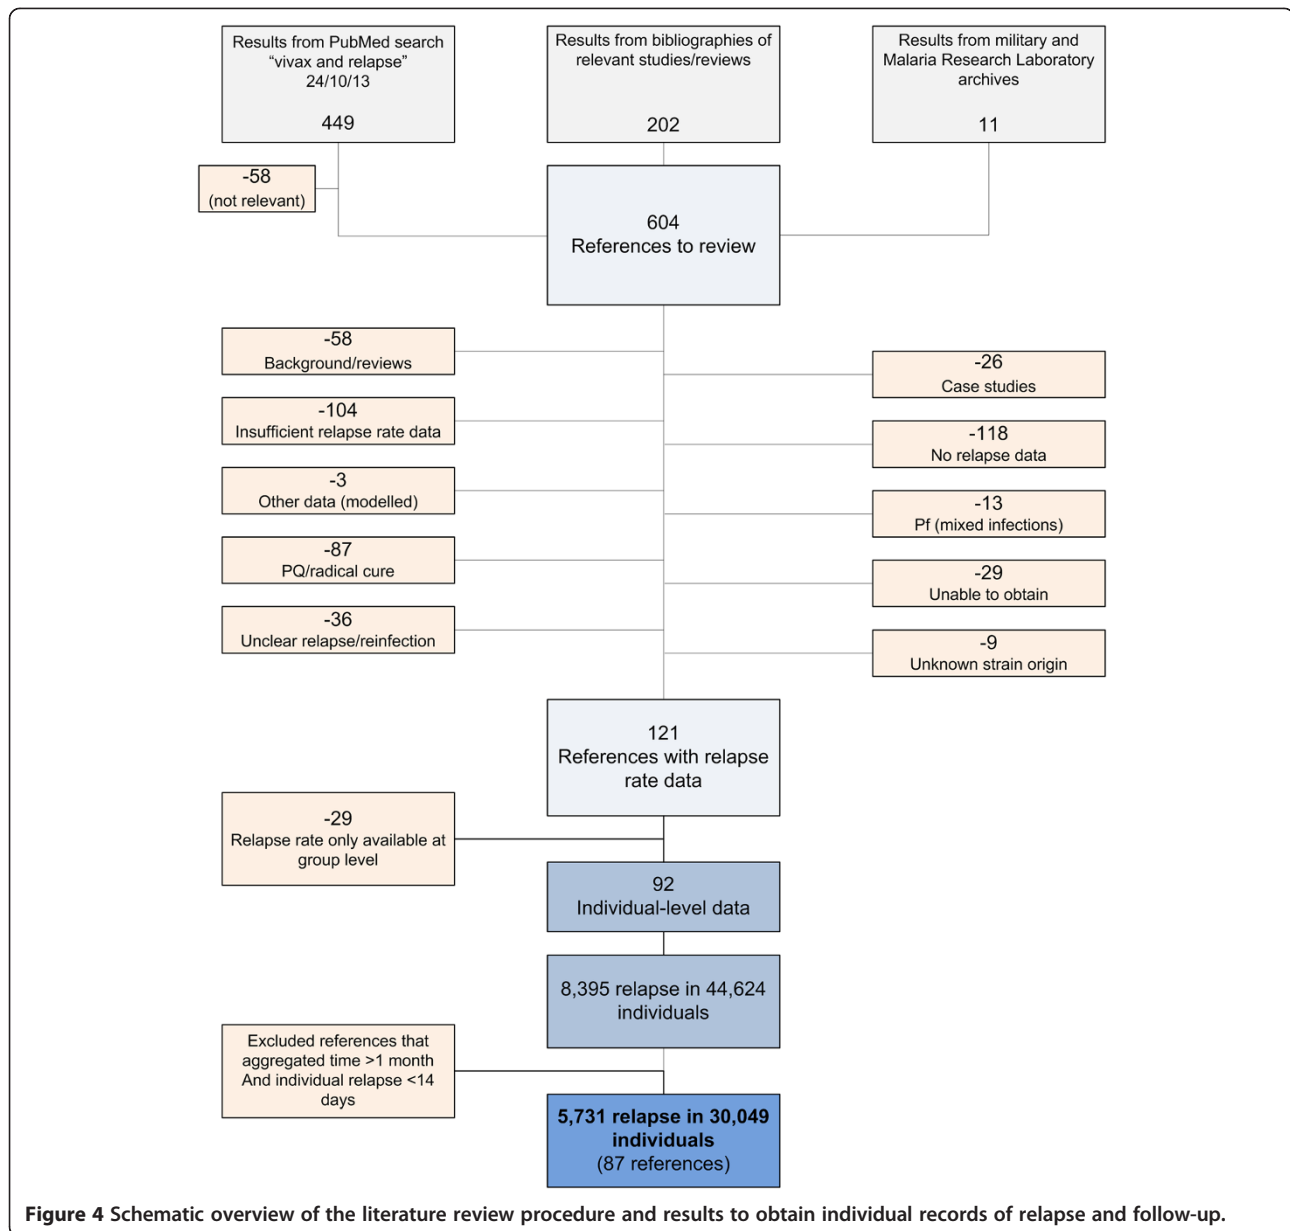 Results from PubMed search
“vivax and relapse”
24/10/13
449
Results from bibliographies of
relevant studies/reviews
202
Results from military and
Malaria Research Laboratory
archives
11
-58
(not relevant)
604
References to review
-58
Background/reviews
-26
Case studies
-104
Insufficient relapse rate data
-118
No relapse data
-3
Other data (modelled)
-13
Pf (mixed infections)
-87
PQ/radical cure
-29
Unable to obtain
-36
Unclear relapse/reinfection
-9
Unknown strain origin
121
References with relapse
rate data
-29
Relapse rate only available at
group level
92
Individual-level data
8,395 relapse in 44,624
individuals
Excluded references that
aggregated time >1 month
And individual relapse <14
days
5,731 relapse in 30,049
individuals
(87 references)
Figure 4 Schematic overview of the literature review procedure and results to obtain individual records of relapse and follow-up.